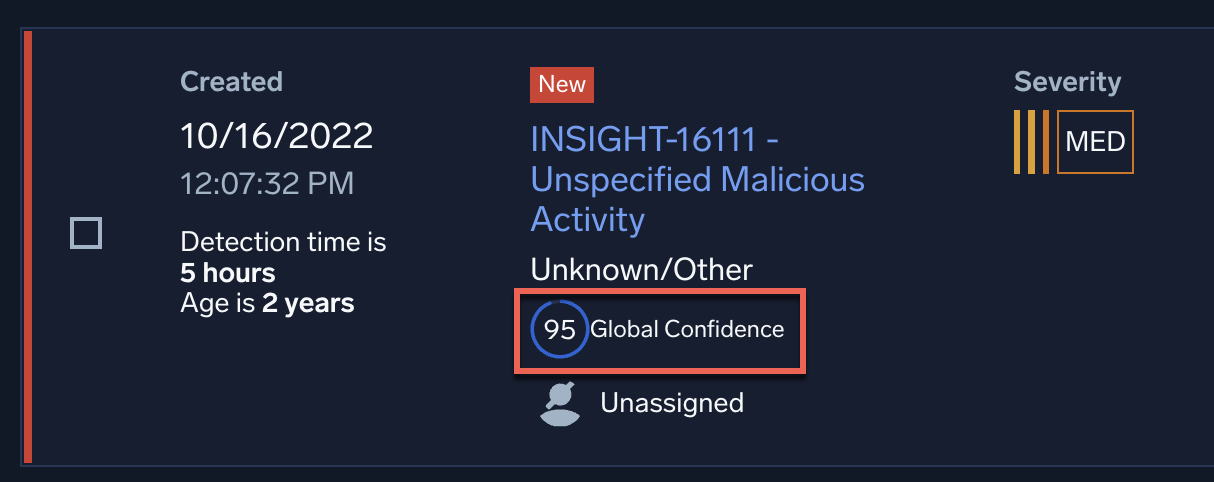 Created
10/16/2022
12:07:32 PM
Detection time is
5 hours
Age is 2 years
New
INSIGHT-16111 -
Unspecified Malicious
Activity
Unknown/Other
95 Global Confidence
Unassigned
Severity
MED